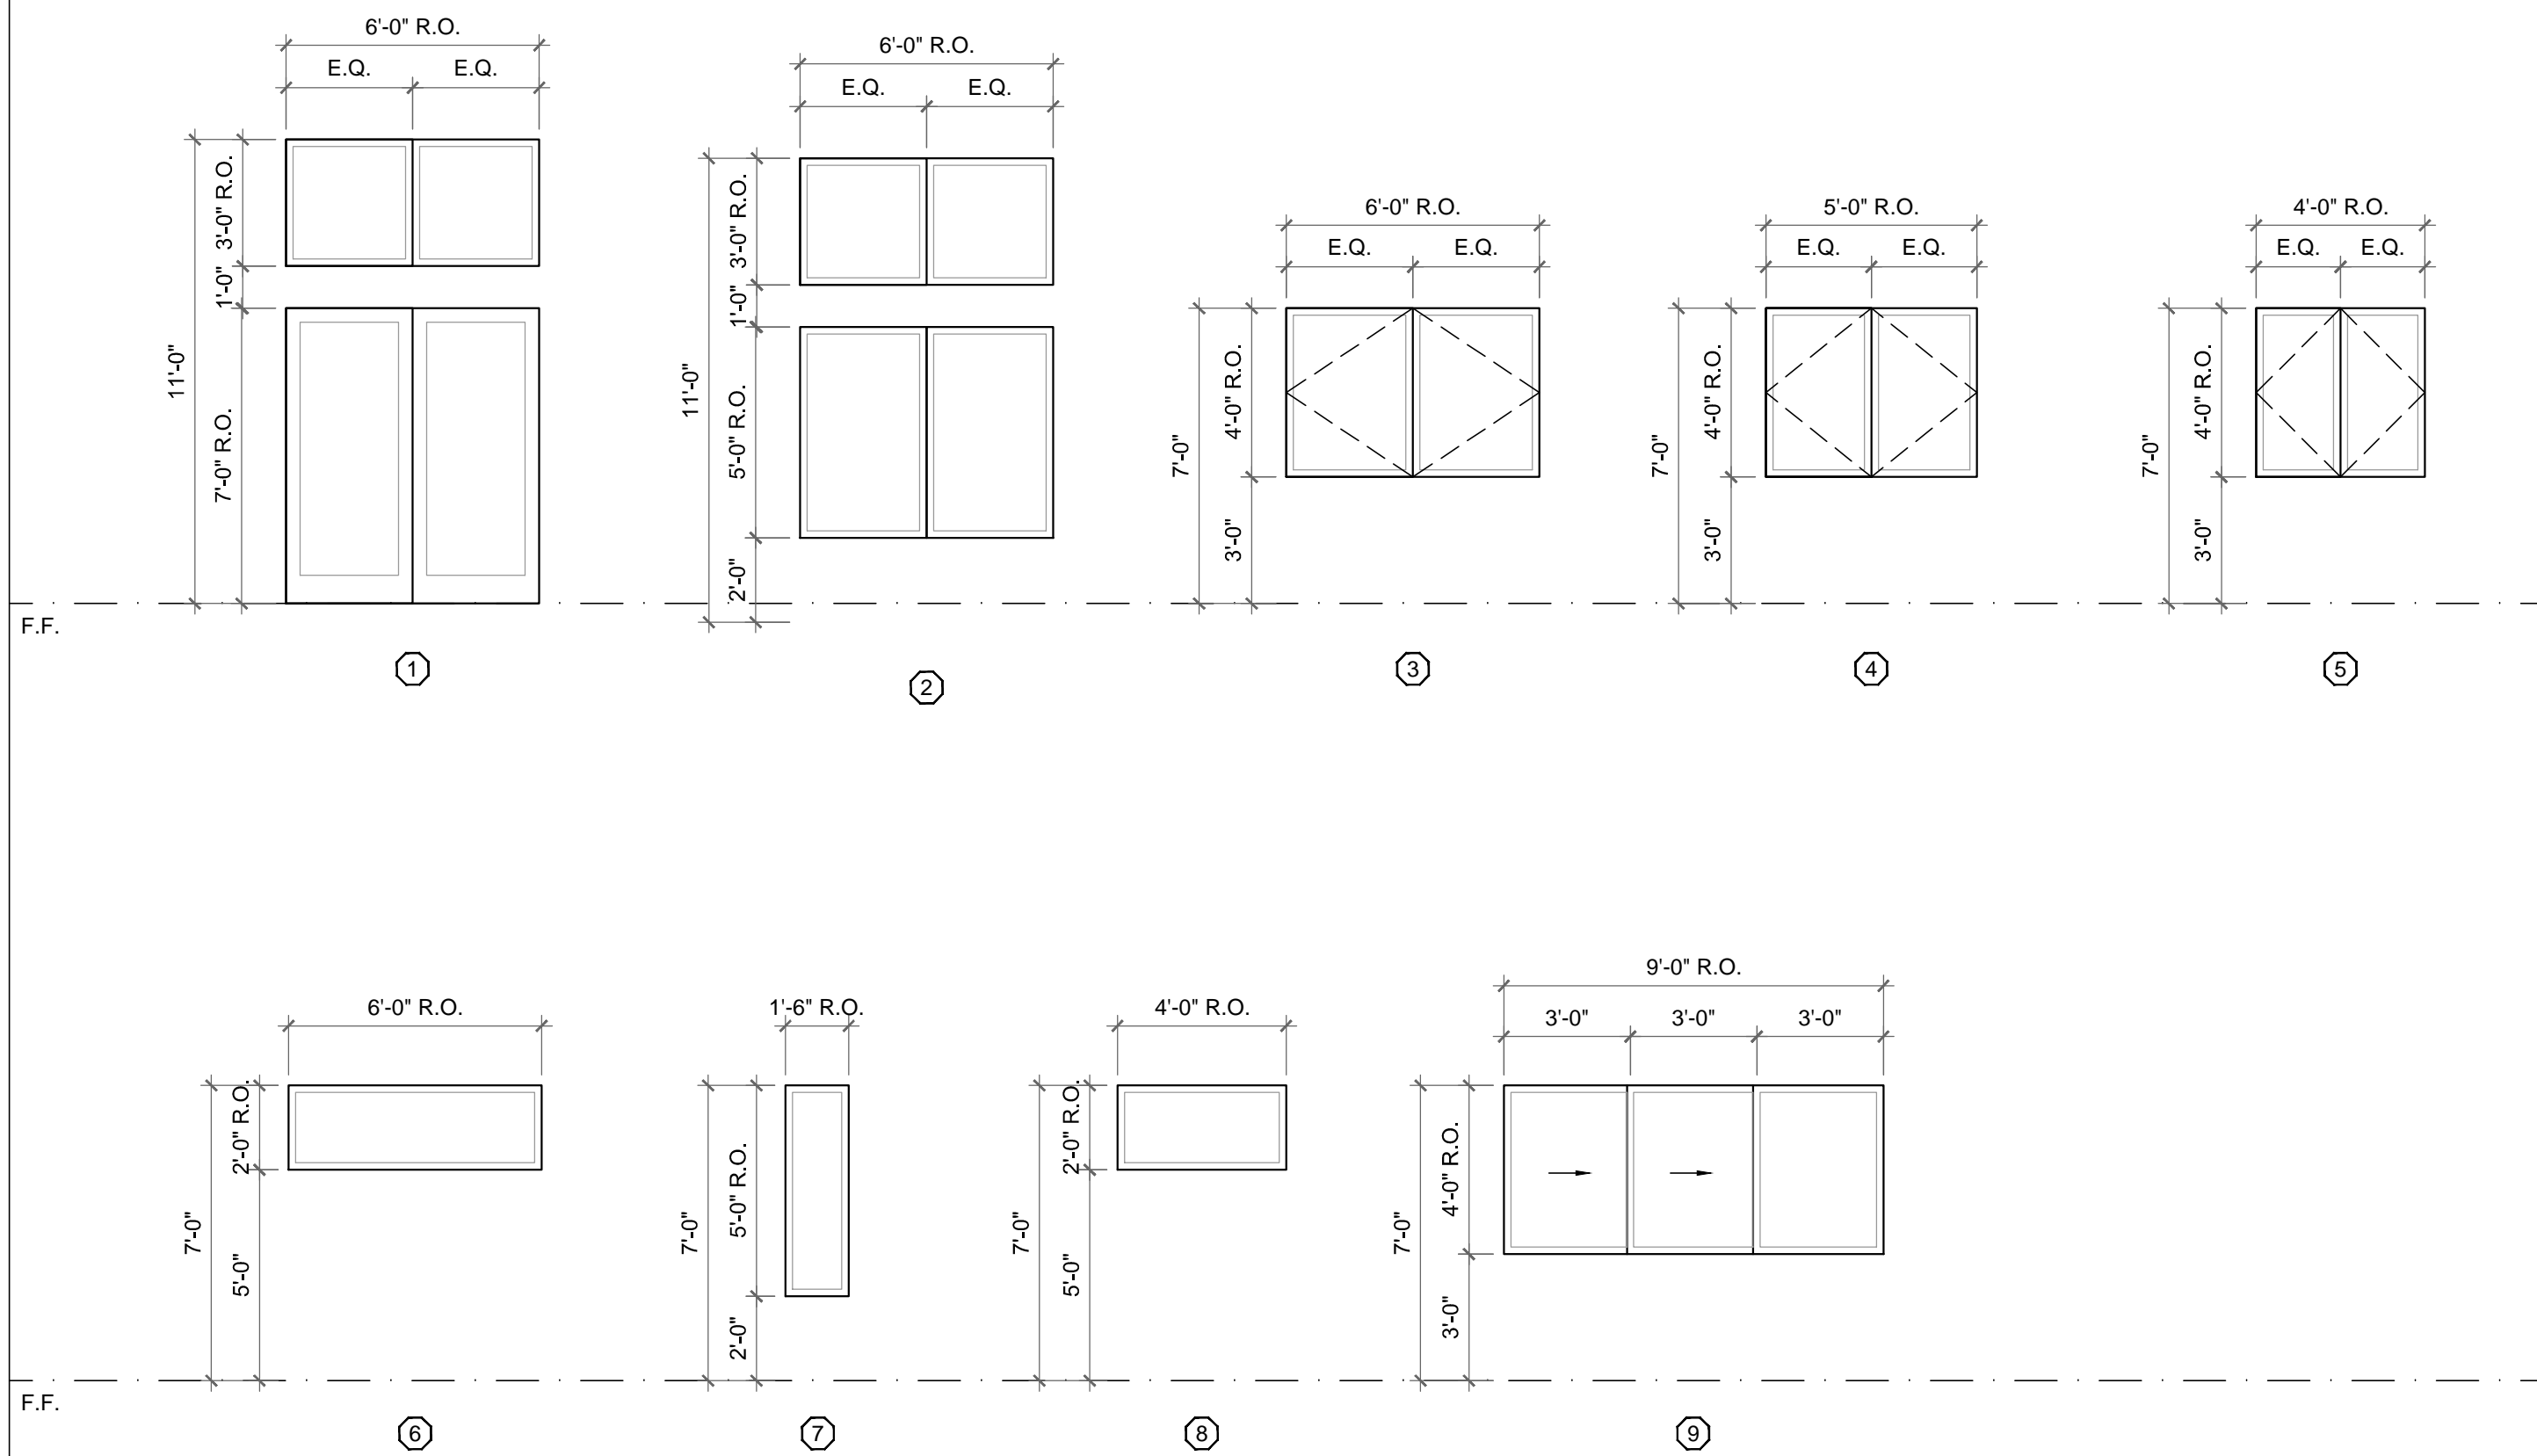 6'-0" R.O.
E.Q. E.Q.
11'-0"
3'-0" R.O.
1'-0"
7'-0" R.O.
1
6'-0" R.O.
E.Q. E.Q.
11'-0"
3'-0" R.O.
1'-0"
5'-0" R.O.
2'-0"
2
6'-0" R.O.
E.Q. E.Q.
7'-0"
4'-0" R.O.
3'-0"
3
5'-0" R.O.
E.Q. E.Q.
7'-0"
4'-0" R.O.
3'-0"
4
4'-0" R.O.
E.Q. E.Q.
7'-0"
4'-0" R.O.
3'-0"
5
F.F.
6'-0" R.O.
7'-0"
2'-0" R.O.
5'-0"
6
1'-6" R.O.
7'-0"
5'-0" R.O.
2'-0"
7
4'-0" R.O.
7'-0"
2'-0" R.O.
5'-0"
8
9'-0" R.O.
3'-0" 3'-0" 3'-0"
7'-0"
4'-0" R.O.
3'-0"
9
F.F.